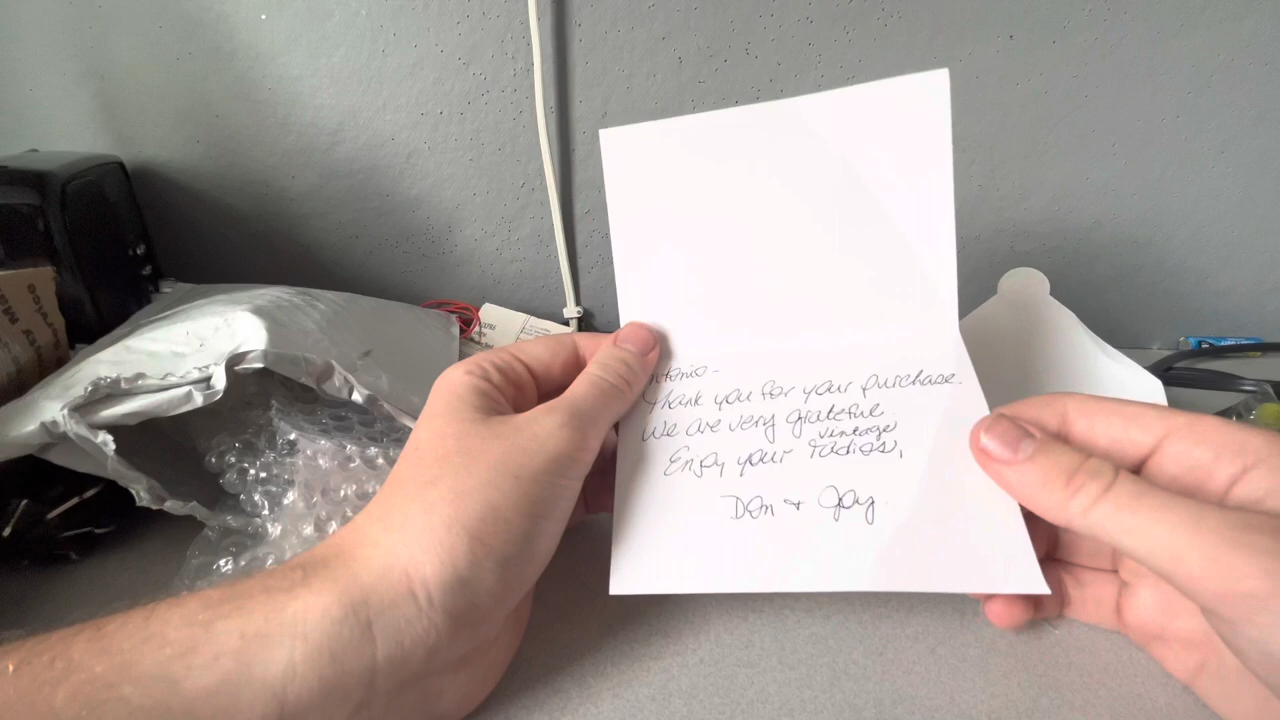 ntonio-
Thank you for your purchase.
We are very grateful.
Enjoy your vintage radios,
Don + Joy